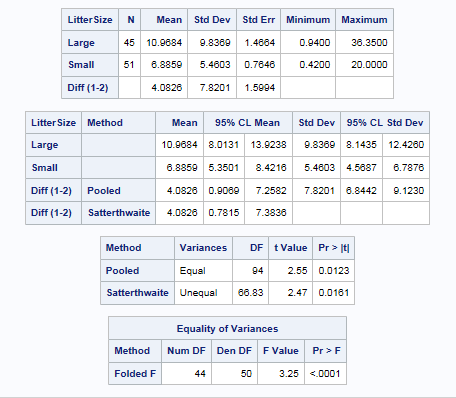 LitterSize N Mean Std Dev Std Err Minimum Maximum
Large 45 10.9684 9.8369 1.4664 0.9400 36.3500
Small 51 6.8859 5.4603 0.7646 0.4200 20.0000
Diff (1-2) 4.0826 7.8201 1.5994
LitterSize Method Mean 95% CL Mean Std Dev 95% CL Std Dev
Large 10.9684 8.0131 13.9238 9.8369 8.1435 12.4260
Small 6.8859 5.3501 8.4216 5.4603 4.5687 6.7876
Diff (1-2) Pooled 4.0826 0.9069 7.2582 7.8201 6.8442 9.1230
Diff (1-2) Satterthwaite 4.0826 0.7815 7.3836
Method Variances DF t Value Pr > |t|
Pooled Equal 94 2.55 0.0123
Satterthwaite Unequal 66.83 2.47 0.0161
Equality of Variances
Method Num DF Den DF F Value Pr > F
Folded F 44 50 3.25 <.0001